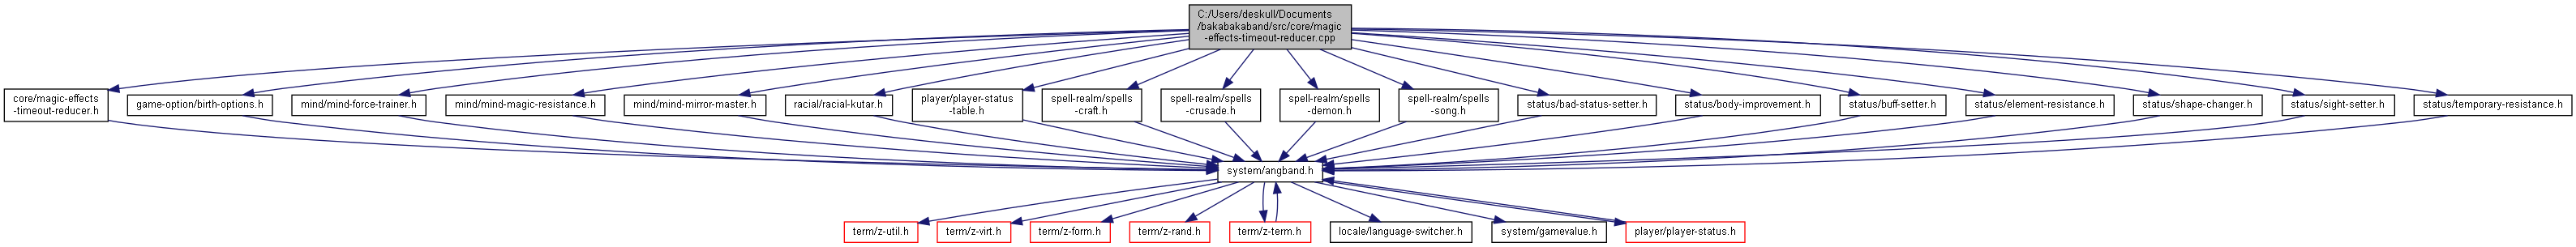 C:/Users/deskull/Documents
/bakabakaband/src/core/magic
-effects-timeout-reducer.cpp
core/magic-effects
-timeout-reducer.h
game-option/birth-options.h
mind/mind-force-trainer.h
mind/mind-magic-resistance.h
mind/mind-mirror-master.h
racial/racial-kutar.h
player/player-status
-table.h
spell-realm/spells
-craft.h
spell-realm/spells
-crusade.h
spell-realm/spells
-demon.h
spell-realm/spells
-song.h
status/bad-status-setter.h
status/body-improvement.h
status/buff-setter.h
status/element-resistance.h
status/shape-changer.h
status/sight-setter.h
status/temporary-resistance.h
system/angband.h
term/z-util.h
term/z-virt.h
term/z-form.h
term/z-rand.h
term/z-term.h
locale/language-switcher.h
system/gamevalue.h
player/player-status.h